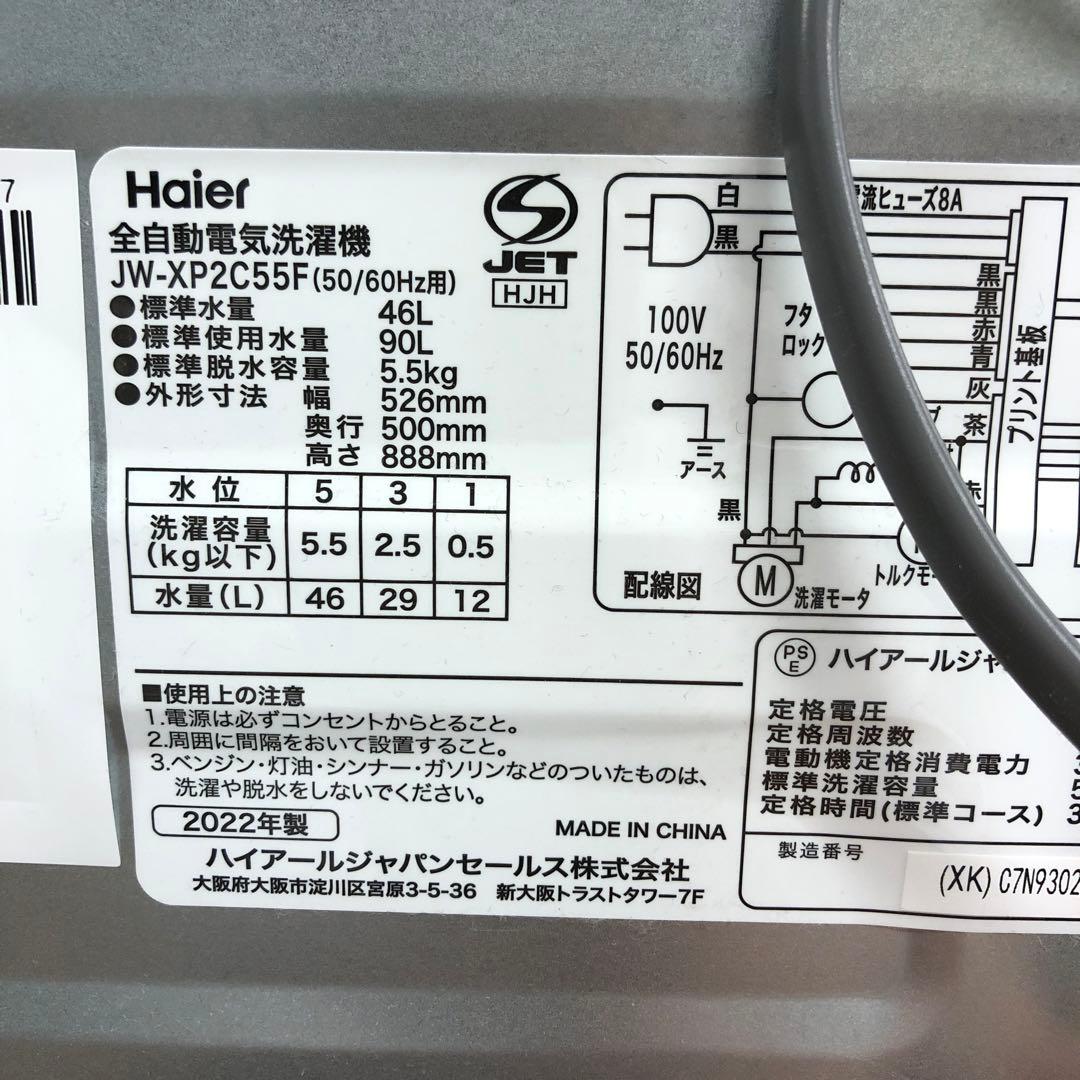 7
Haier
全自動電気洗濯機
JW-XP2C55F(50/60Hz用)
●標準水量 46L
●標準使用水量 90L
●標準脱水容量 5.5kg
●外形寸法 幅 526mm
奥行 500mm
高さ 888mm
水位 5 3 1
洗濯容量(kg以下) 5.5 2.5 0.5
水量(L) 46 29 12
S
JET
HJH
白
黒
流ヒューズ8A
100V
50/60Hz
フタ
ロック
黒
黒
赤
青
灰
茶
赤
プリント基板
アース
黒
配線図
M
洗濯モータ
トルクモー
■使用上の注意
1.電源は必ずコンセントからとること。
2.周囲に間隔をおいて設置すること。
3.ベンジン・灯油・シンナー・ガソリンなどのついたものは、
洗濯や脱水をしないでください。
2022年製
MADE IN CHINA
ハイアールジャパンセールス株式会社
大阪府大阪市淀川区宮原3-5-36 新大阪トラストタワー7F
PS
E
ハイアールジャ
定格電圧
定格周波数
電動機定格消費電力 3
標準洗濯容量 5
定格時間(標準コース) 3
製造番号
(XK) C7N9302